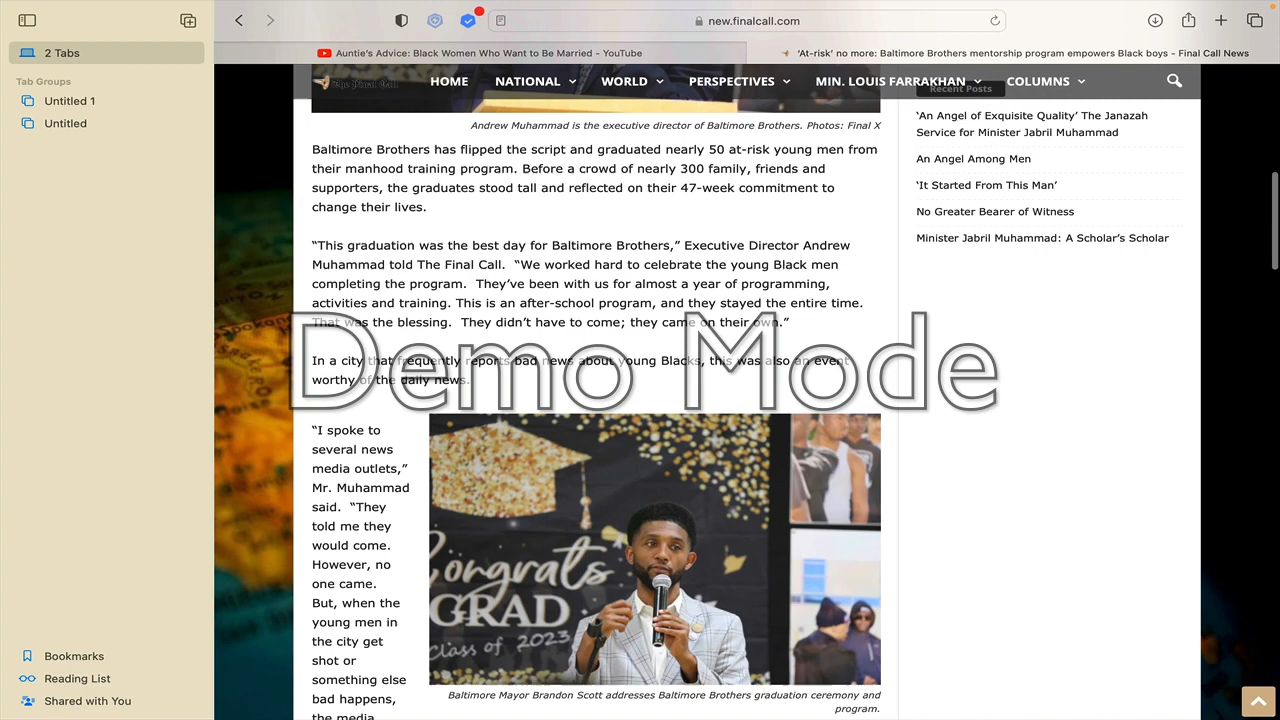 2 Tabs
Tab Groups
Untitled 1
Untitled
Bookmarks
Reading List
Shared with You
new.finalcall.com
Auntie's Advice: Black Women Who Want to Be Married - YouTube
‘At-risk’ no more: Baltimore Brothers mentorship program empowers Black boys - Final Call News
The Final Call
HOME
NATIONAL
WORLD
PERSPECTIVES
MIN. LOUIS FARRAKHAN
COLUMNS
Andrew Muhammad is the executive director of Baltimore Brothers. Photos: Final X
Baltimore Brothers has flipped the script and graduated nearly 50 at-risk young men from
their manhood training program. Before a crowd of nearly 300 family, friends and
supporters, the graduates stood tall and reflected on their 47-week commitment to
change their lives.
“This graduation was the best day for Baltimore Brothers,” Executive Director Andrew
Muhammad told The Final Call. “We worked hard to celebrate the young Black men
completing the program. They’ve been with us for almost a year of programming,
activities and training. This is an after-school program, and they stayed the entire time.
That was the blessing. They didn’t have to come; they came on their own.”
In a city that frequently reports bad news about young Blacks, this was also an event
worthy of the daily news.
Demo Mode
“I spoke to
several news
media outlets,”
Mr. Muhammad
said. “They
told me they
would come.
However, no
one came.
But, when the
young men in
the city get
shot or
something else
bad happens,
the media
Congrats
GRAD
Class of 2023
Baltimore Mayor Brandon Scott addresses Baltimore Brothers graduation ceremony and
program.
Recent Posts
‘An Angel of Exquisite Quality’ The Janazah
Service for Minister Jabril Muhammad
An Angel Among Men
‘It Started From This Man’
No Greater Bearer of Witness
Minister Jabril Muhammad: A Scholar’s Scholar